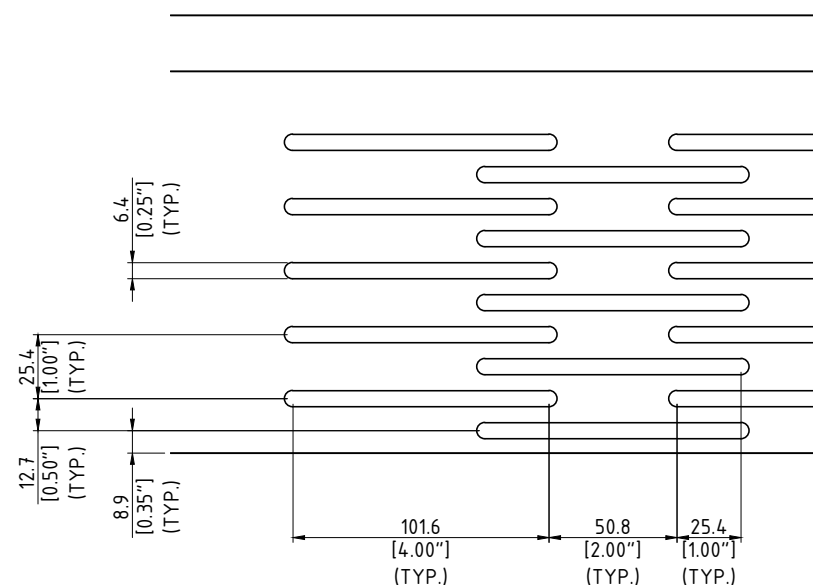 6.4
[0.25"]
(TYP.)
25.4
[1.00"]
(TYP.)
12.7
[0.50"]
(TYP.)
8.9
[0.35"]
(TYP.)
101.6
[4.00"]
(TYP.)
50.8
[2.00"]
(TYP.)
25.4
[1.00"]
(TYP.)